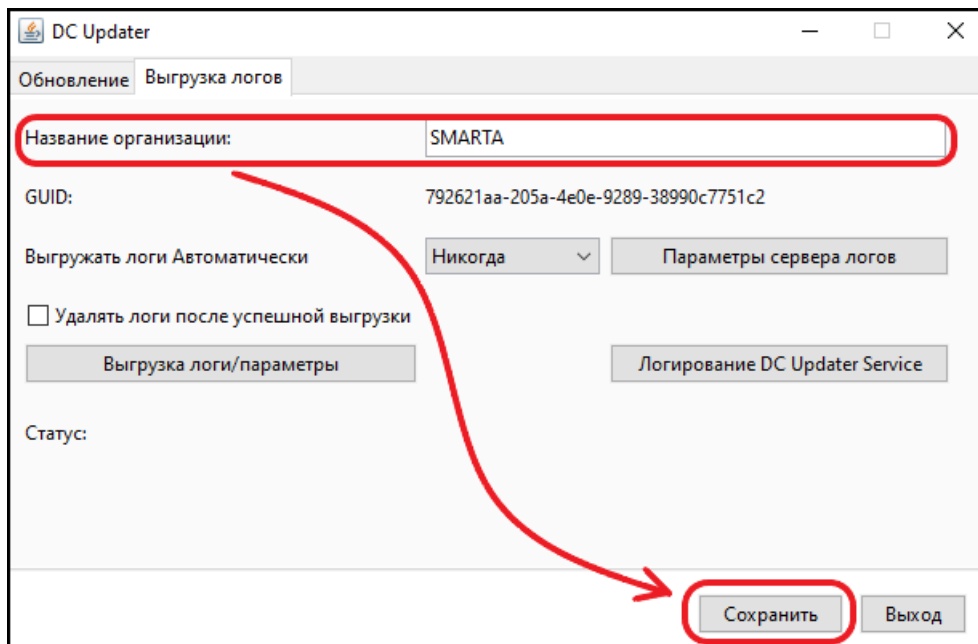 DC Updater
Обновление Выгрузка логов
Название организации: SMARTA
GUID: 792621aa-205a-4e0e-9289-38990c7751c2
Выгружать логи Автоматически Никогда Параметры сервера логов
Удалять логи после успешной выгрузки
Выгрузка логи/параметры Логирование DC Updater Service
Статус:
Сохранить Выход